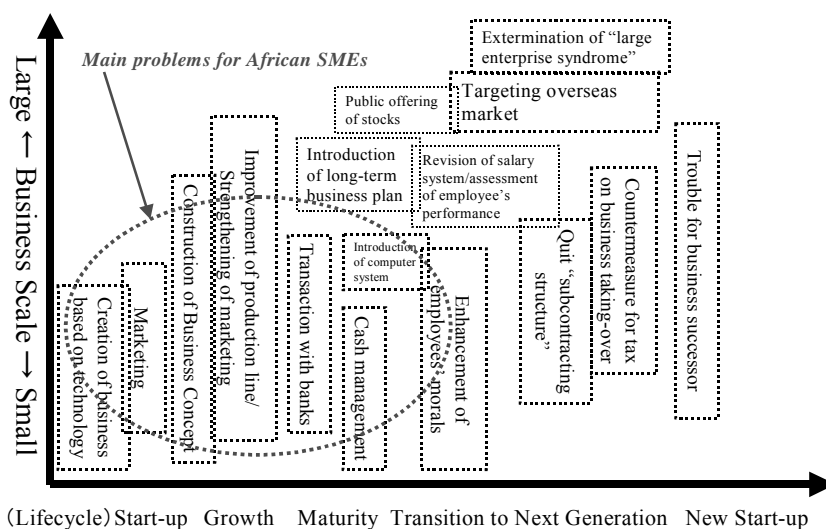 Extermination of “large
enterprise syndrome”
Main problems for African SMEs
Targeting overseas
market
Public offering
of stocks
Introduction
of long-term
business plan
Revision of salary
system/assessment
of employee’s
performance
Large ← Business Scale → Small
Creation of business
based on technology
Marketing
Construction of Business Concept
Improvement of production line/
Strengthening of marketing
Transaction with banks
Introduction
of computer
system
Cash management
Enhancement of
employees’ morals
Quit “subcontracting
structure”
Countermeasure for tax
on business taking-over
Trouble for business successor
(Lifecycle) Start-up Growth Maturity Transition to Next Generation New Start-up